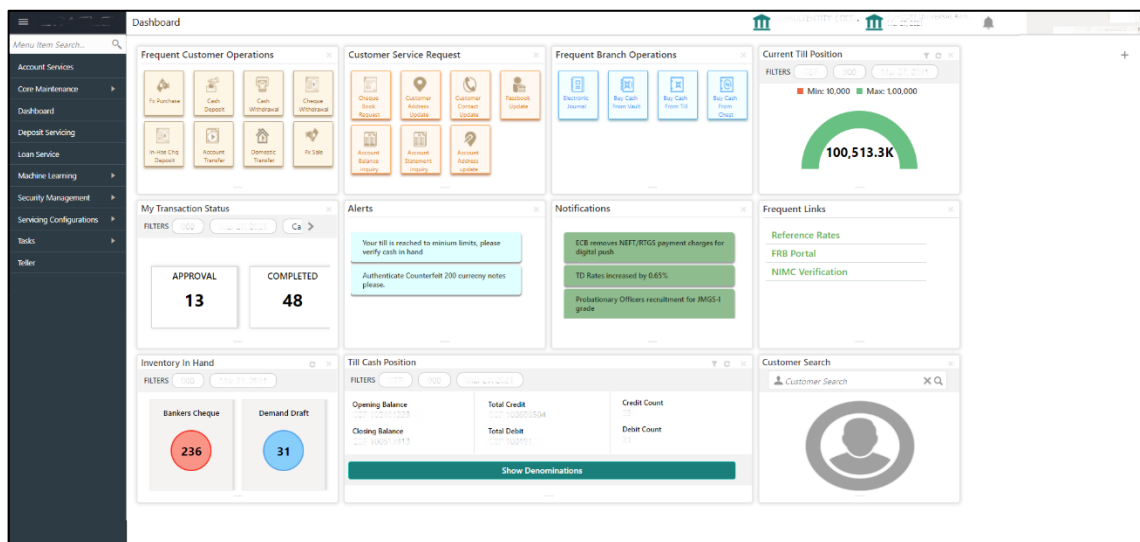 Dashboard
Menu Item Search...
Account Services
Core Maintenance
Dashboard
Deposit Servicing
Loan Service
Machine Learning
Security Management
Servicing Configurations
Tasks
Teller
Frequent Customer Operations
Fx Purchase
Cash
Deposit
Cash
Withdrawal
Cheque
Withdrawal
In-Hse Chq
Deposit
Account
Transfer
Domestic
Transfer
Fx Sale
Customer Service Request
Cheque
Book
Request
Customer
Address
Update
Customer
Contact
Update
Passbook
Update
Account
Balance
Inquiry
Account
Statement
Inquiry
Account
Address
update
Frequent Branch Operations
Electronic
Journal
Buy Cash
From Vault
Buy Cash
From Till
Buy Cash
From
Chest
Current Till Position
FILTERS
Min: 10,000 Max: 1,00,000
100,513.3K
My Transaction Status
FILTERS Ca
APPROVAL
13
COMPLETED
48
Alerts
Your till is reached to minium limits, please
verify cash in hand
Authenticate Counterfeit 200 currecny notes
please.
Notifications
ECB removes NEFT/RTGS payment charges for
digital push
TD Rates increased by 0.65%
Probationary Officers recruitment for JMGS-I
grade
Frequent Links
Reference Rates
FRB Portal
NIMC Verification
Inventory In Hand
FILTERS
Bankers Cheque
236
Demand Draft
31
Till Cash Position
FILTERS
Opening Balance
Total Credit
Credit Count
Closing Balance
Total Debit
Debit Count
Show Denominations
Customer Search
Customer Search